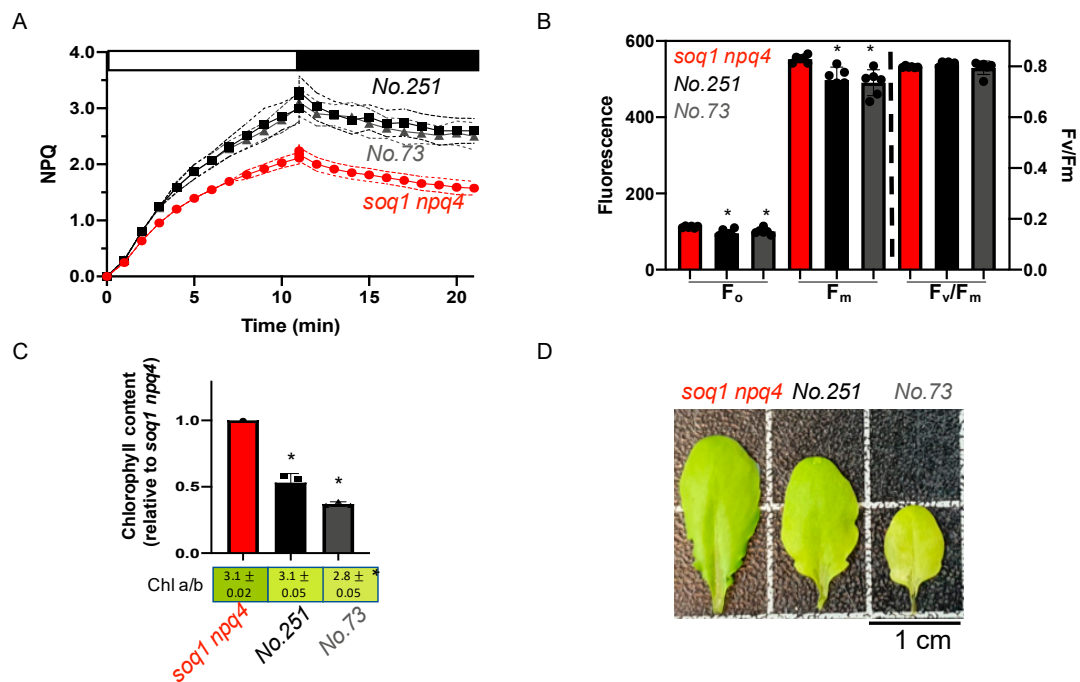 A
4.0
3.0
2.0
1.0
0.0
NPQ
No.251
No.73
soq1 npq4
0
5
10
15
20
Time (min)
B
600
400
200
0
Fluorescence
soq1 npq4
No.251
No.73
* *
* *
0.8
0.6
0.4
0.2
0.0
Fv/Fm
Fo
Fm
Fv/Fm
C
Chlorophyll content
(relative to soq1 npq4)
1.0
0.5
0.0
*
*
Chl a/b
3.1 ± 0.02
3.1 ± 0.05
2.8 ± 0.05
*
soq1 npq4
No.251
No.73
D
soq1 npq4 No.251 No.73
1 cm